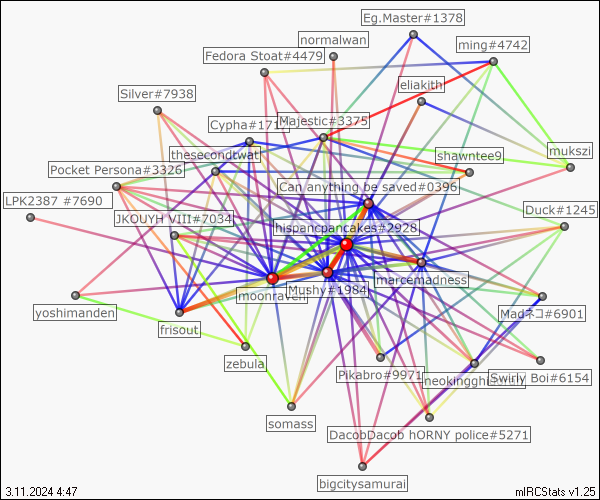 Eg.Master#1378
normalwan
ming#4742
Fedora Stoat#4479
eliakith
Silver#7938
Cypha#171
Majestic#3375
mukszi
thesecondtwat
shawntee9
Pocket Persona#3326
Can anything be saved#0396
LPK2387 #7690
JKOUYH VIII#7034
Duck#1245
hispancpancakes#2928
marcemadness
moonraven
Mushy#1984
yoshimanden
frisout
Madネコ#6901
zebula
Pikabro#9971
neokingghi
Swirly Boi#6154
somass
DacobDacob hORNY police#5271
bigcitysamurai
3.11.2024 4:47
mIRCStats v1.25